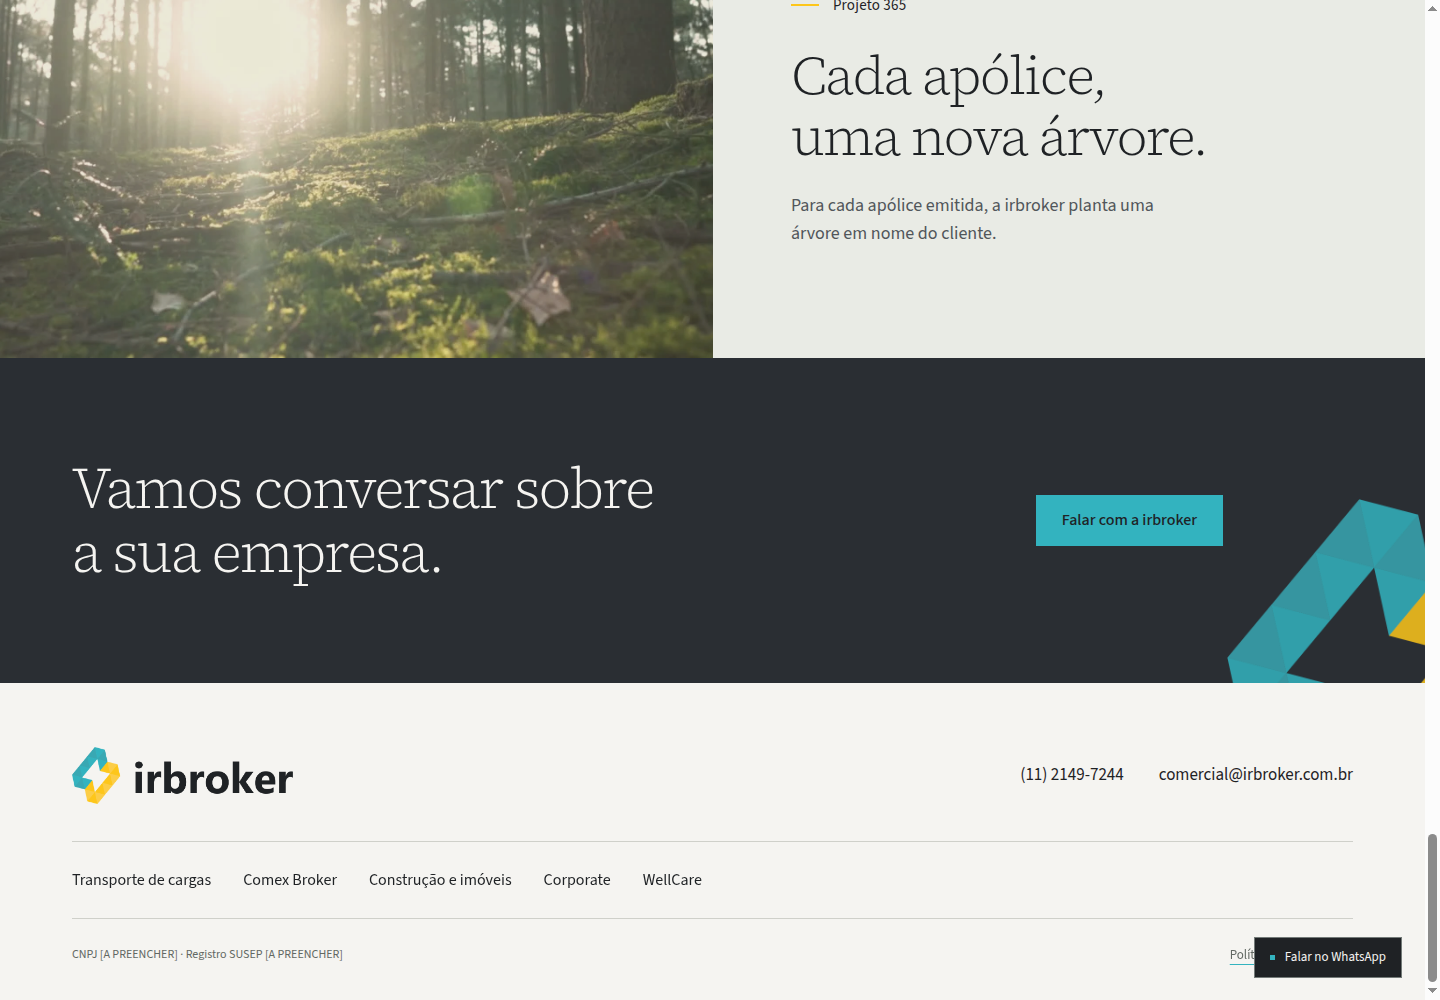 Projeto 365
Cada apólice,
uma nova árvore.
Para cada apólice emitida, a irbroker planta uma
árvore em nome do cliente.
Vamos conversar sobre
a sua empresa.
Falar com a irbroker
irbroker
(11) 2149-7244
comercial@irbroker.com.br
Transporte de cargas
Comex Broker
Construção e imóveis
Corporate
WellCare
CNPJ [A PREENCHER] · Registro SUSEP [A PREENCHER]
Falar no WhatsApp